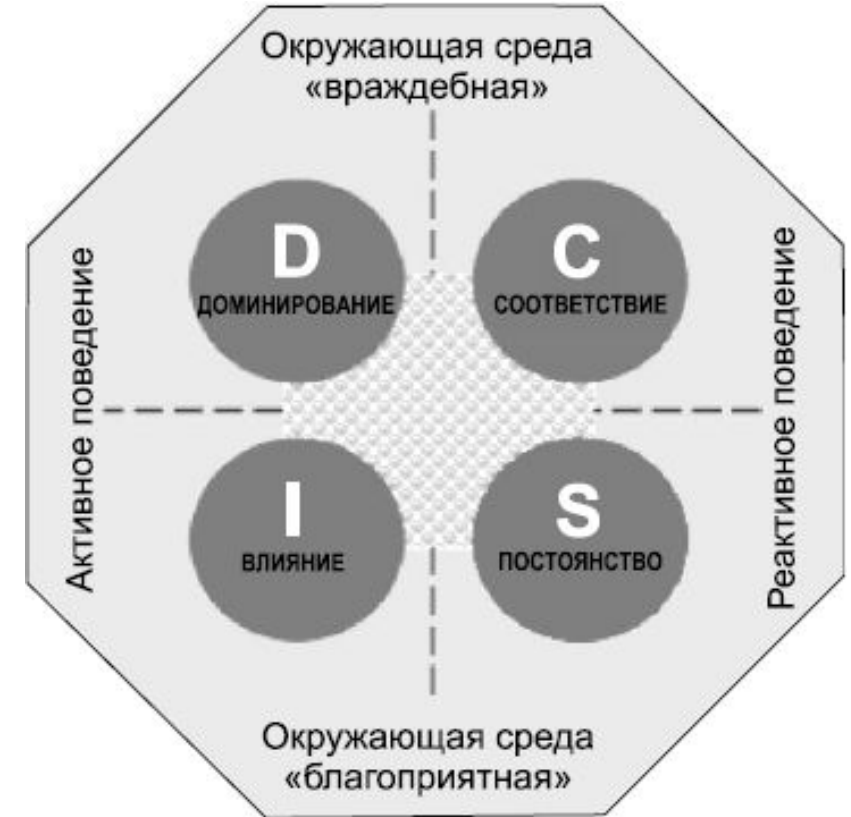 Окружающая среда
«враждебная»
D
ДОМИНИРОВАНИЕ
C
СООТВЕТСТВИЕ
Активное поведение
Реактивное поведение
I
ВЛИЯНИЕ
S
ПОСТОЯНСТВО
Окружающая среда
«благоприятная»